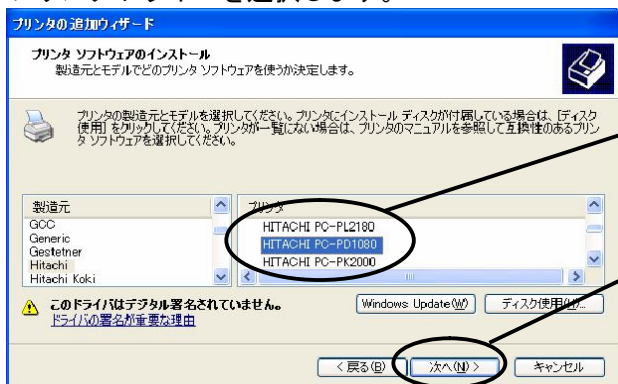 プリンタの追加ウィザード
プリンタ ソフトウェアのインストール
製造元とモデルでどのプリンタ ソフトウェアを使うか決定します。
プリンタの製造元とモデルを選択してください。プリンタにインストール ディスクが付属している場合は、[ディスク
使用] をクリックしてください。プリンタが一覧にない場合は、プリンタのマニュアルを参照して互換性のあるプリン
タ ソフトウェアを選択してください。
製造元
GCC
Generic
Gestetner
Hitachi
Hitachi Koki
プリンタ
HITACHI PC-PL2180
HITACHI PC-PD1080
HITACHI PC-PK2000
このドライバはデジタル署名されていません。
ドライバの署名が重要な理由
Windows Update(W)
ディスク使用(H)...
< 戻る(B)
次へ(N) >
キャンセル